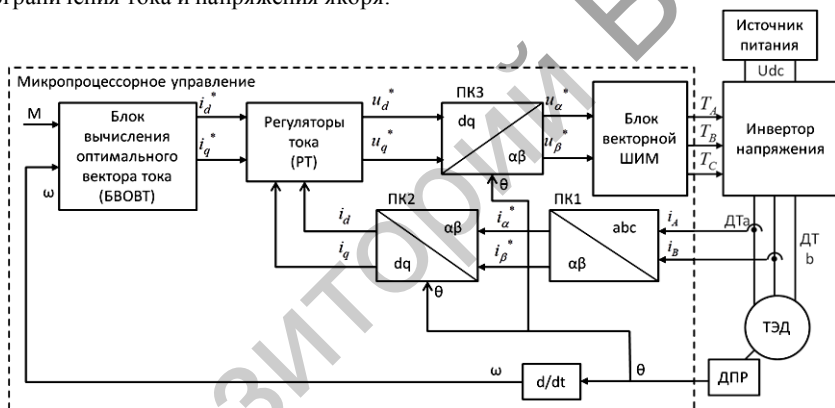 ограничения тока и напряжения якоря.
Источник
питания
Udc
Микропроцессорное управление
М
ω
Блок
вычисления
оптимального
вектора тока
(БВОВТ)
i_d^*
i_q^*
Регуляторы
тока
(РТ)
u_d^*
u_q^*
ПК3
dq
αβ
θ
u_α^*
u_β^*
Блок
векторной
ШИМ
T_A
T_B
T_C
Инвертор
напряжения
i_d
i_q
ПК2
αβ
dq
θ
i_α^*
i_β^*
ПК1
abc
αβ
i_A
i_B
ДТа
ДТ
b
ТЭД
ω
d/dt
θ
ДПР
зиторий Б